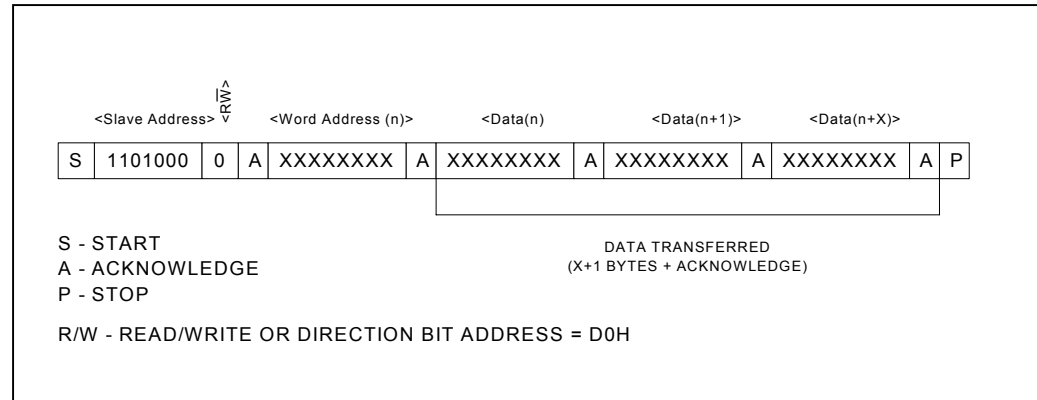 <RW>
<Slave Address> <Word Address (n)> <Data(n) <Data(n+1)> <Data(n+X)>
S 1101000 0 A XXXXXXXX A XXXXXXXX A XXXXXXXX A XXXXXXXX A P
S - START
A - ACKNOWLEDGE
P - STOP
DATA TRANSFERRED
(X+1 BYTES + ACKNOWLEDGE)
R/W - READ/WRITE OR DIRECTION BIT ADDRESS = D0H